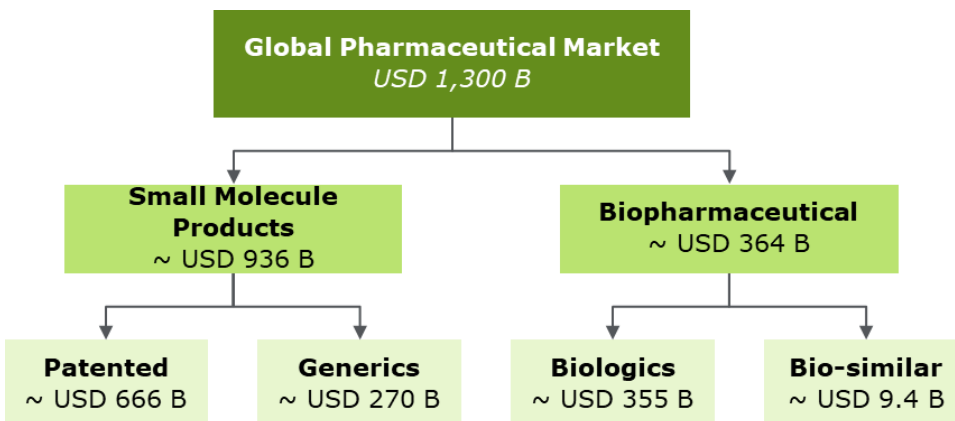 Global Pharmaceutical Market
USD 1,300 B
Small Molecule
Products
~ USD 936 B
Biopharmaceutical
~ USD 364 B
Patented
~ USD 666 B
Generics
~ USD 270 B
Biologics
~ USD 355 B
Bio-similar
~ USD 9.4 B